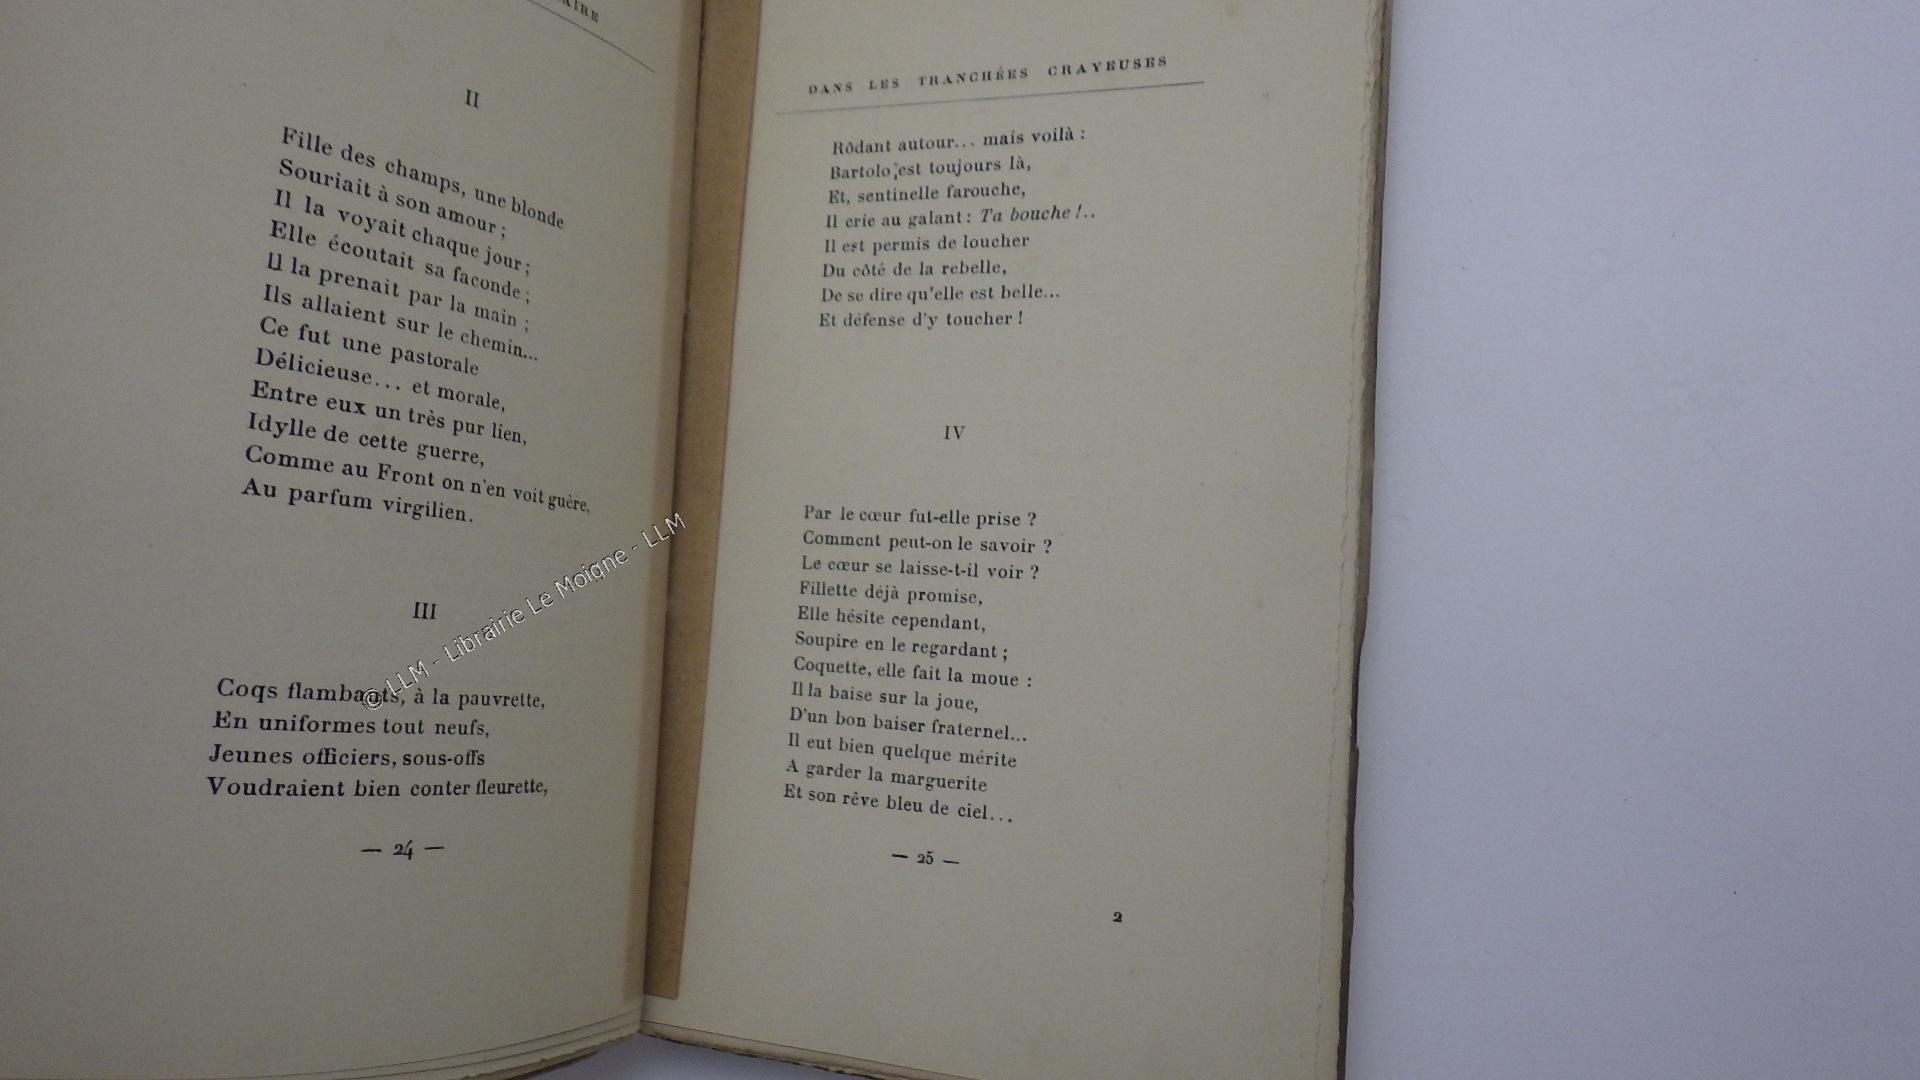 AIRE
II
Fille des champs, une blonde
Souriait à son amour ;
Il la voyait chaque jour ;
Elle écoutait sa faconde ;
Il la prenait par la main ;
Ils allaient sur le chemin...
Ce fut une pastorale
Délicieuse... et morale,
Entre eux un très pur lien,
Idylle de cette guerre,
Comme au Front on n'en voit guère,
Au parfum virgilien.
III
Coqs flambants, à la pauvrette,
En uniformes tout neufs,
Jeunes officiers, sous-offs
Voudraient bien conter fleurette,
— 24 —
© LLM - Librairie Le Moigne - LLM
DANS LES TRANCHÉES CRAYEUSES
Rôdant autour... mais voilà :
Bartolo est toujours là,
Et, sentinelle farouche,
Il crie au galant : Ta bouche !..
Il est permis de loucher
Du côté de la rebelle,
De se dire qu'elle est belle...
Et défense d'y toucher !
IV
Par le cœur fut-elle prise ?
Comment peut-on le savoir ?
Le cœur se laisse-t-il voir ?
Fillette déjà promise,
Elle hésite cependant,
Soupire en le regardant ;
Coquette, elle fait la moue :
Il la baise sur la joue,
D'un bon baiser fraternel...
Il eut bien quelque mérite
A garder la marguerite
Et son rêve bleu de ciel...
— 25 —
2